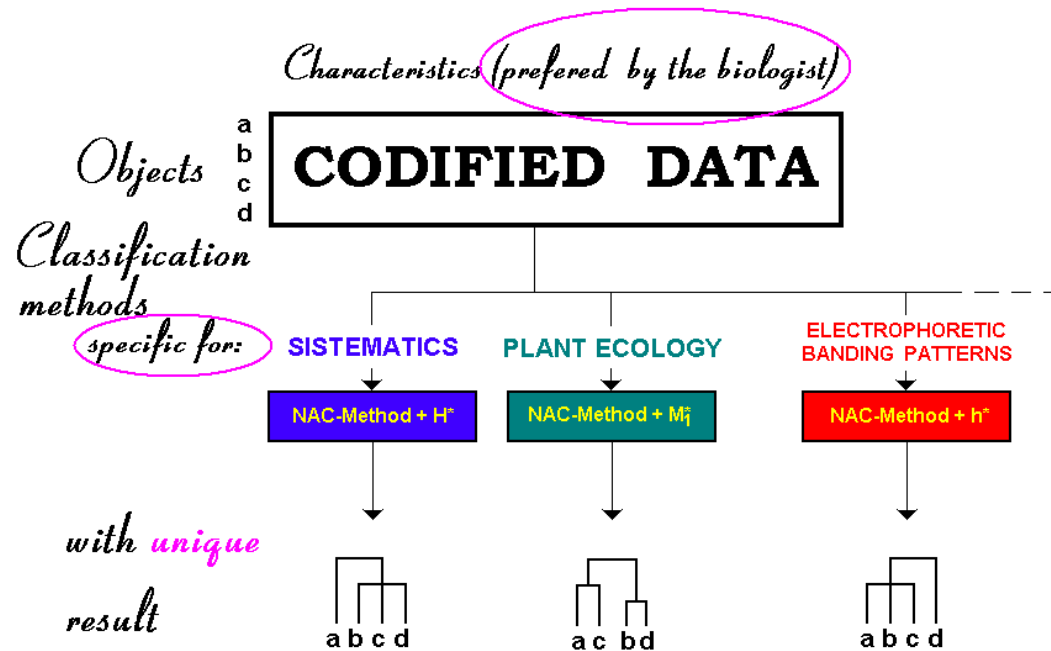 Characteristics (prefered by the biologist)
a
b
c
d
Objects
CODIFIED DATA
Classification
methods
specific for:
SISTEMATICS
PLANT ECOLOGY
ELECTROPHORETIC
BANDING PATTERNS
NAC-Method + H*
NAC-Method + M*1
NAC-Method + h*
with unique
result
a b c d
a c b d
a b c d